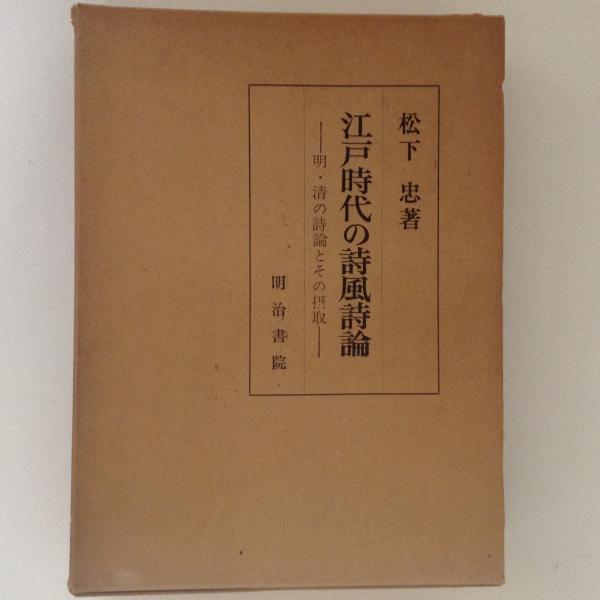 松下 忠著
江戸時代の詩風詩論
――明・清の詩論とその摂取――
明治書院